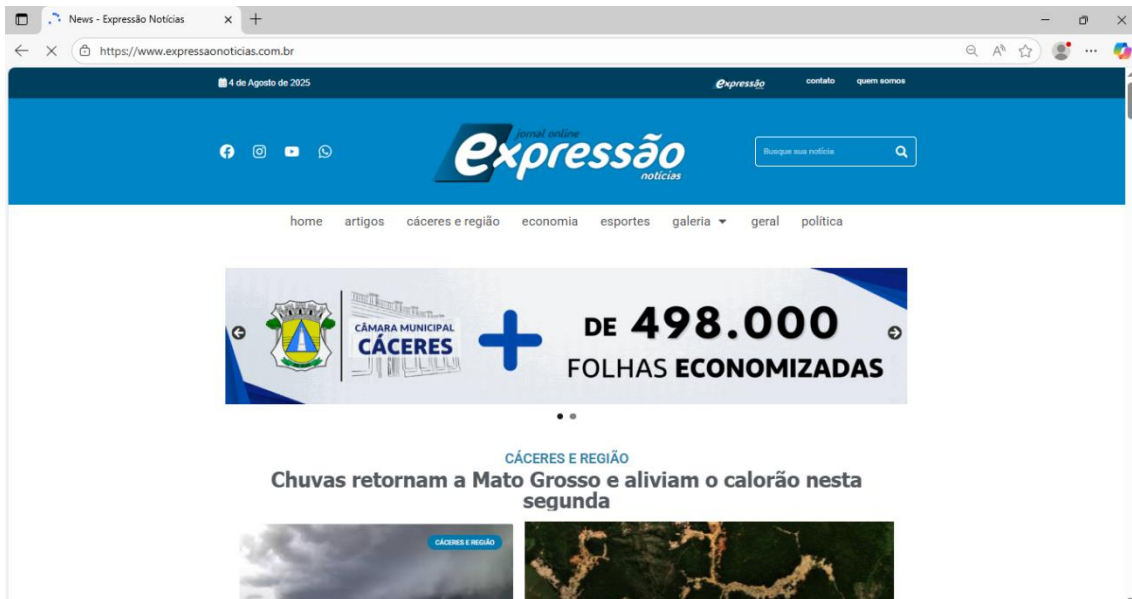 News - Expressão Notícias
https://www.expressaonoticias.com.br
4 de Agosto de 2025
expressão
contato
quem somos
jornal online
expressão
notícias
Busque sua notícia
home artigos cáceres e região economia esportes galeria geral política
CÂMARA MUNICIPAL
CÁCERES
+
DE 498.000
FOLHAS ECONOMIZADAS
CÁCERES E REGIÃO
Chuvas retornam a Mato Grosso e aliviam o calorão nesta
segunda
CÁCERES E REGIÃO